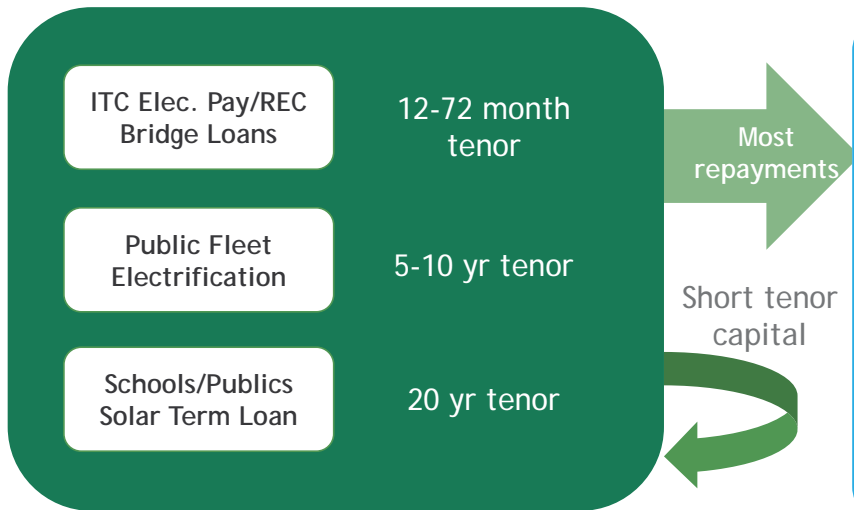 ITC Elec. Pay/REC
Bridge Loans
12-72 month
tenor
Most
repayments
Public Fleet
Electrification
5-10 yr tenor
Short tenor
capital
Schools/Publics
Solar Term Loan
20 yr tenor